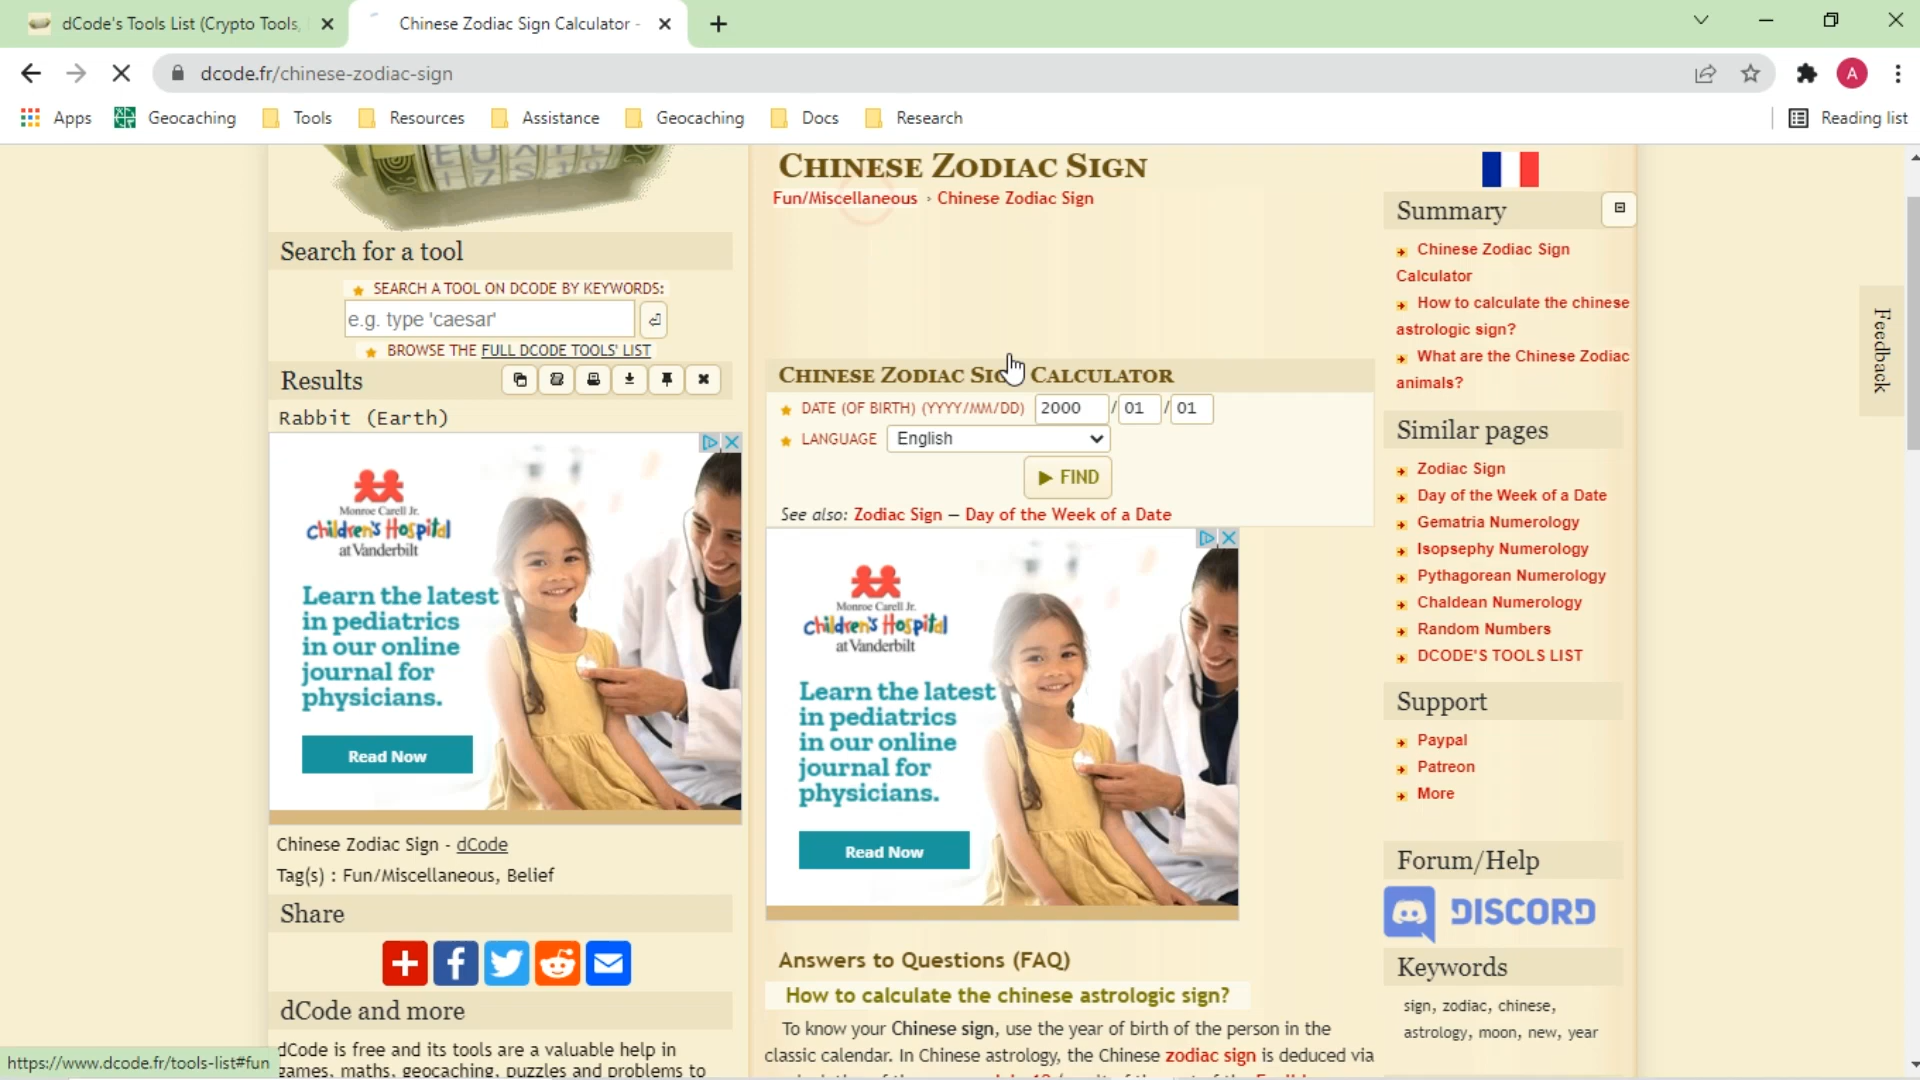 dCode's Tools List (Crypto Tools,
Chinese Zodiac Sign Calculator -
dcode.fr/chinese-zodiac-sign
A
Apps
Geocaching
Tools
Resources
Assistance
Geocaching
Docs
Research
Reading list
Search for a tool
SEARCH A TOOL ON DCODE BY KEYWORDS:
e.g. type 'caesar'
BROWSE THE FULL DCODE TOOLS' LIST
Results
Rabbit (Earth)
Monroe Carell Jr.
Children's Hospital
at Vanderbilt
Learn the latest
in pediatrics
in our online
journal for
physicians.
Read Now
Chinese Zodiac Sign - dCode
Tag(s) : Fun/Miscellaneous, Belief
Share
dCode and more
dCode is free and its tools are a valuable help in
games, maths, geocaching, puzzles and problems to
https://www.dcode.fr/tools-list#fun
CHINESE ZODIAC SIGN
Fun/Miscellaneous › Chinese Zodiac Sign
CHINESE ZODIAC SIGN CALCULATOR
DATE (OF BIRTH) (YYYY/MM/DD) 2000 / 01 / 01
LANGUAGE English
▶ FIND
See also: Zodiac Sign — Day of the Week of a Date
Monroe Carell Jr.
Children's Hospital
at Vanderbilt
Learn the latest
in pediatrics
in our online
journal for
physicians.
Read Now
Answers to Questions (FAQ)
How to calculate the chinese astrologic sign?
To know your Chinese sign, use the year of birth of the person in the
classic calendar. In Chinese astrology, the Chinese zodiac sign is deduced via
Summary
Chinese Zodiac Sign
Calculator
How to calculate the chinese
astrologic sign?
What are the Chinese Zodiac
animals?
Similar pages
Zodiac Sign
Day of the Week of a Date
Gematria Numerology
Isopsephy Numerology
Pythagorean Numerology
Chaldean Numerology
Random Numbers
DCODE'S TOOLS LIST
Support
Paypal
Patreon
More
Forum/Help
DISCORD
Keywords
sign, zodiac, chinese,
astrology, moon, new, year
Feedback